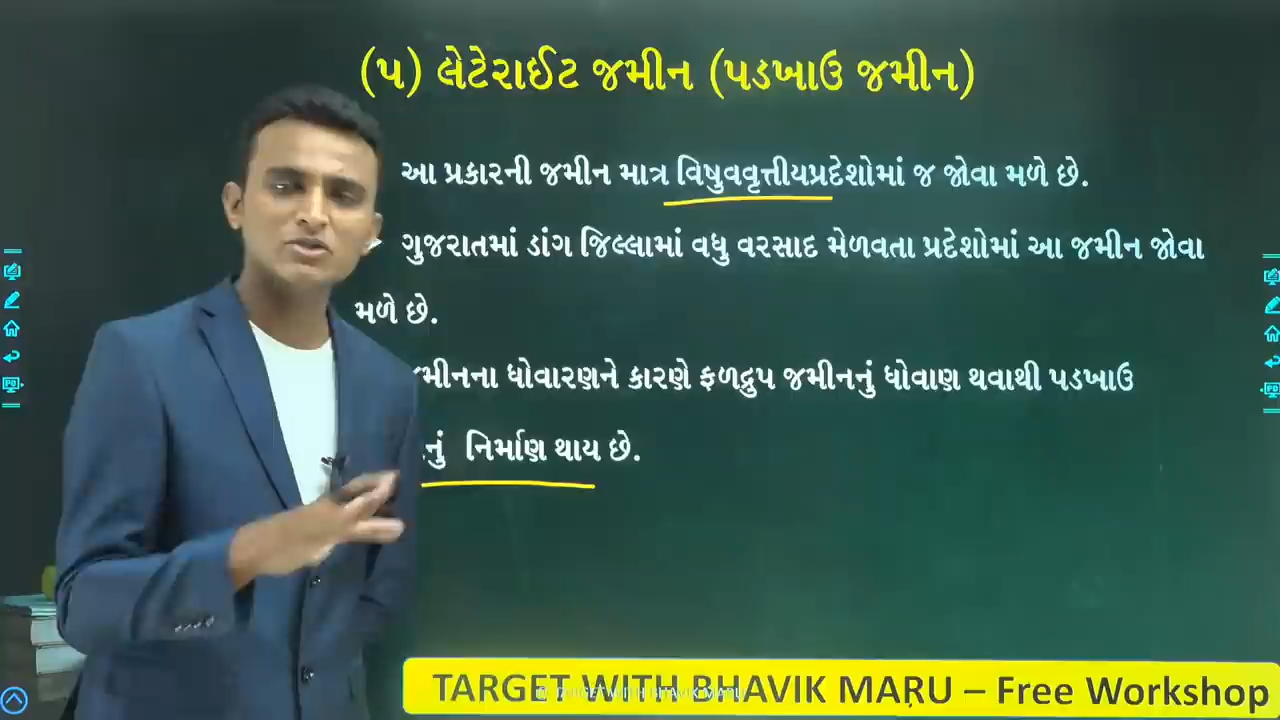 (૫) લેટેરાઈટ જમીન (પડખાઉ જમીન)
આ પ્રકારની જમીન માત્ર વિષુવવૃત્તીયપ્રદેશોમાં જ જોવા મળે છે.
ગુજરાતમાં ડાંગ જિલ્લામાં વધુ વરસાદ મેળવતા પ્રદેશોમાં આ જમીન જોવા
મળે છે.
મીનના ધોવારણને કારણે ફળદ્રુપ જમીનનું ધોવાણ થવાથી પડખાઉ
નું નિર્માણ થાય છે.
TARGET WITH BHAVIK MARU – Free Workshop